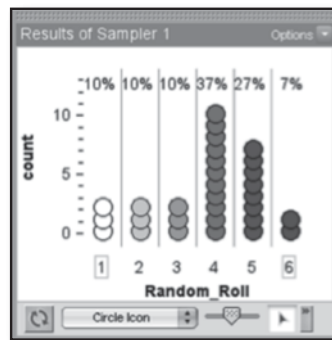 Results of Sampler 1 Options
10% 10% 10% 37% 27% 7%
10
count
5
0
1 2 3 4 5 6
Random_Roll
Circle Icon